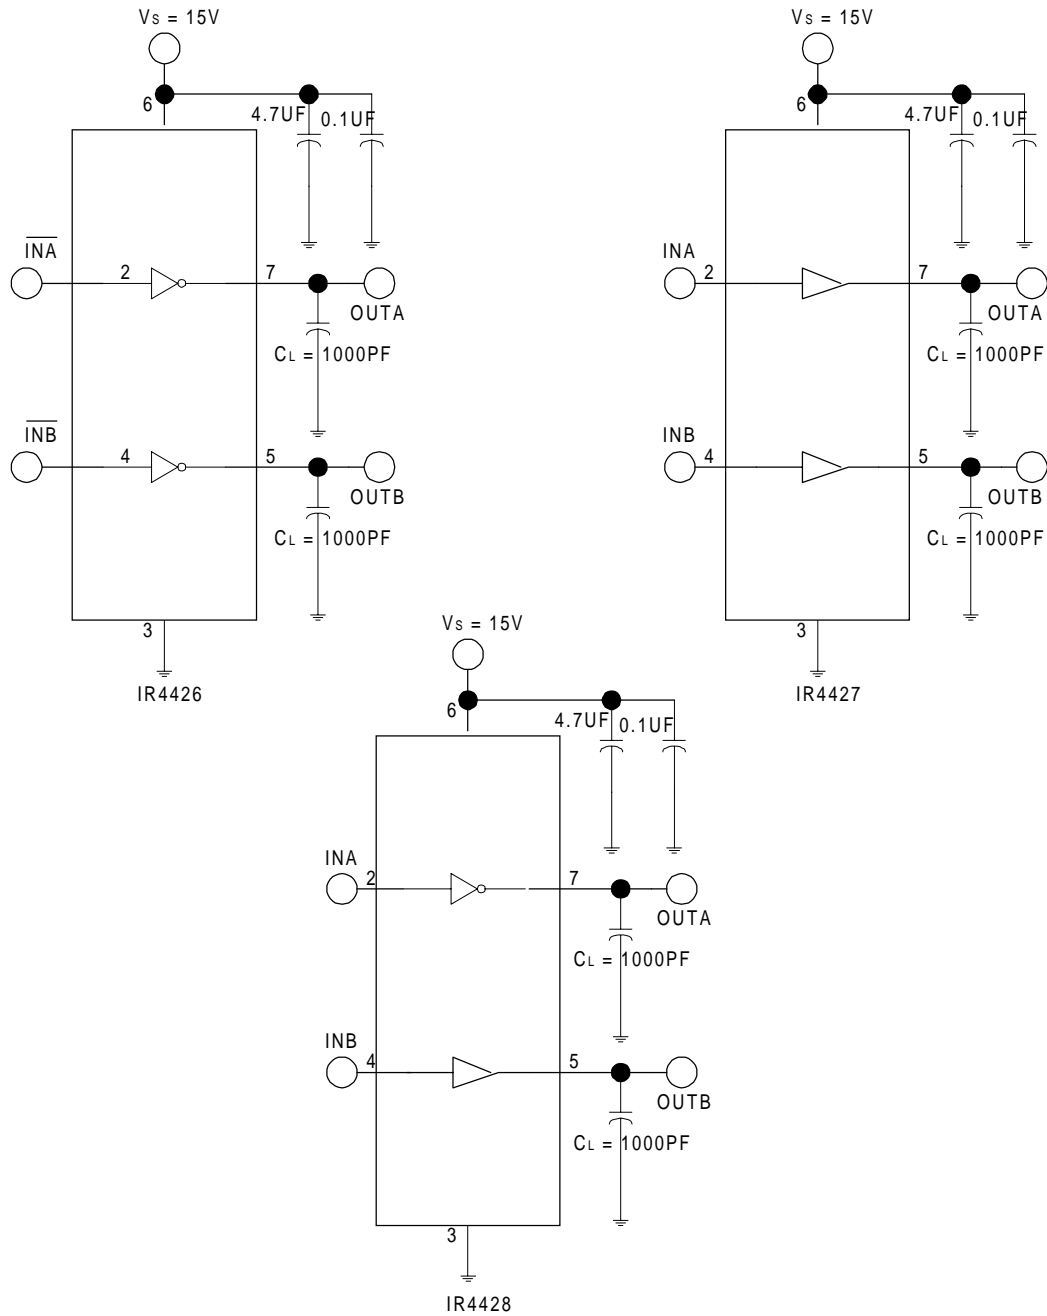 Vs = 15V
6
4.7UF
0.1UF
INA
2
7
OUTA
CL = 1000PF
INB
4
5
OUTB
CL = 1000PF
3
IR4426
Vs = 15V
6
4.7UF
0.1UF
INA
2
7
OUTA
CL = 1000PF
INB
4
5
OUTB
CL = 1000PF
3
IR4427
Vs = 15V
6
4.7UF
0.1UF
INA
2
7
OUTA
CL = 1000PF
INB
4
5
OUTB
CL = 1000PF
3
IR4428